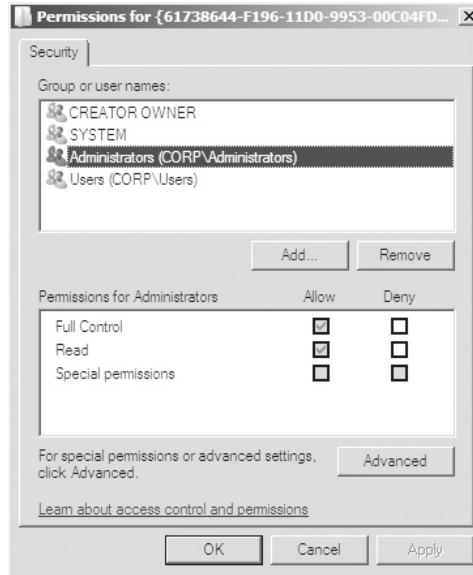 Permissions for {61738644-F196-11D0-9953-00C04FD...
Security
Group or user names:
CREATOR OWNER
SYSTEM
Administrators (CORP\Administrators)
Users (CORP\Users)
Add... Remove
Permissions for Administrators Allow Deny
Full Control
Read
Special permissions
For special permissions or advanced settings, Advanced
click Advanced.
Learn about access control and permissions
OK Cancel Apply